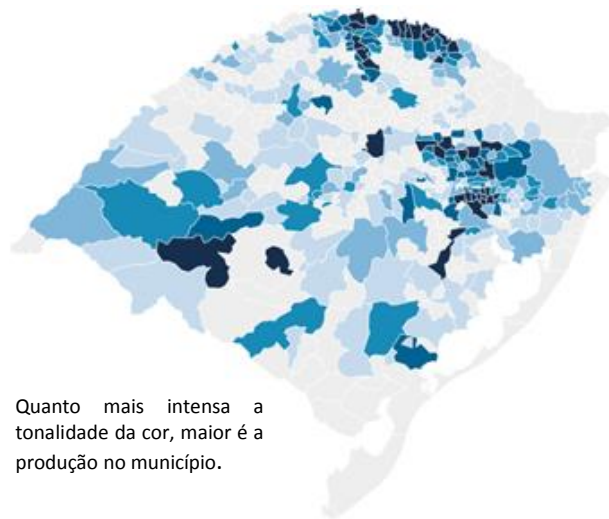 Quanto mais intensa a
tonalidade da cor, maior é a
produção no município.